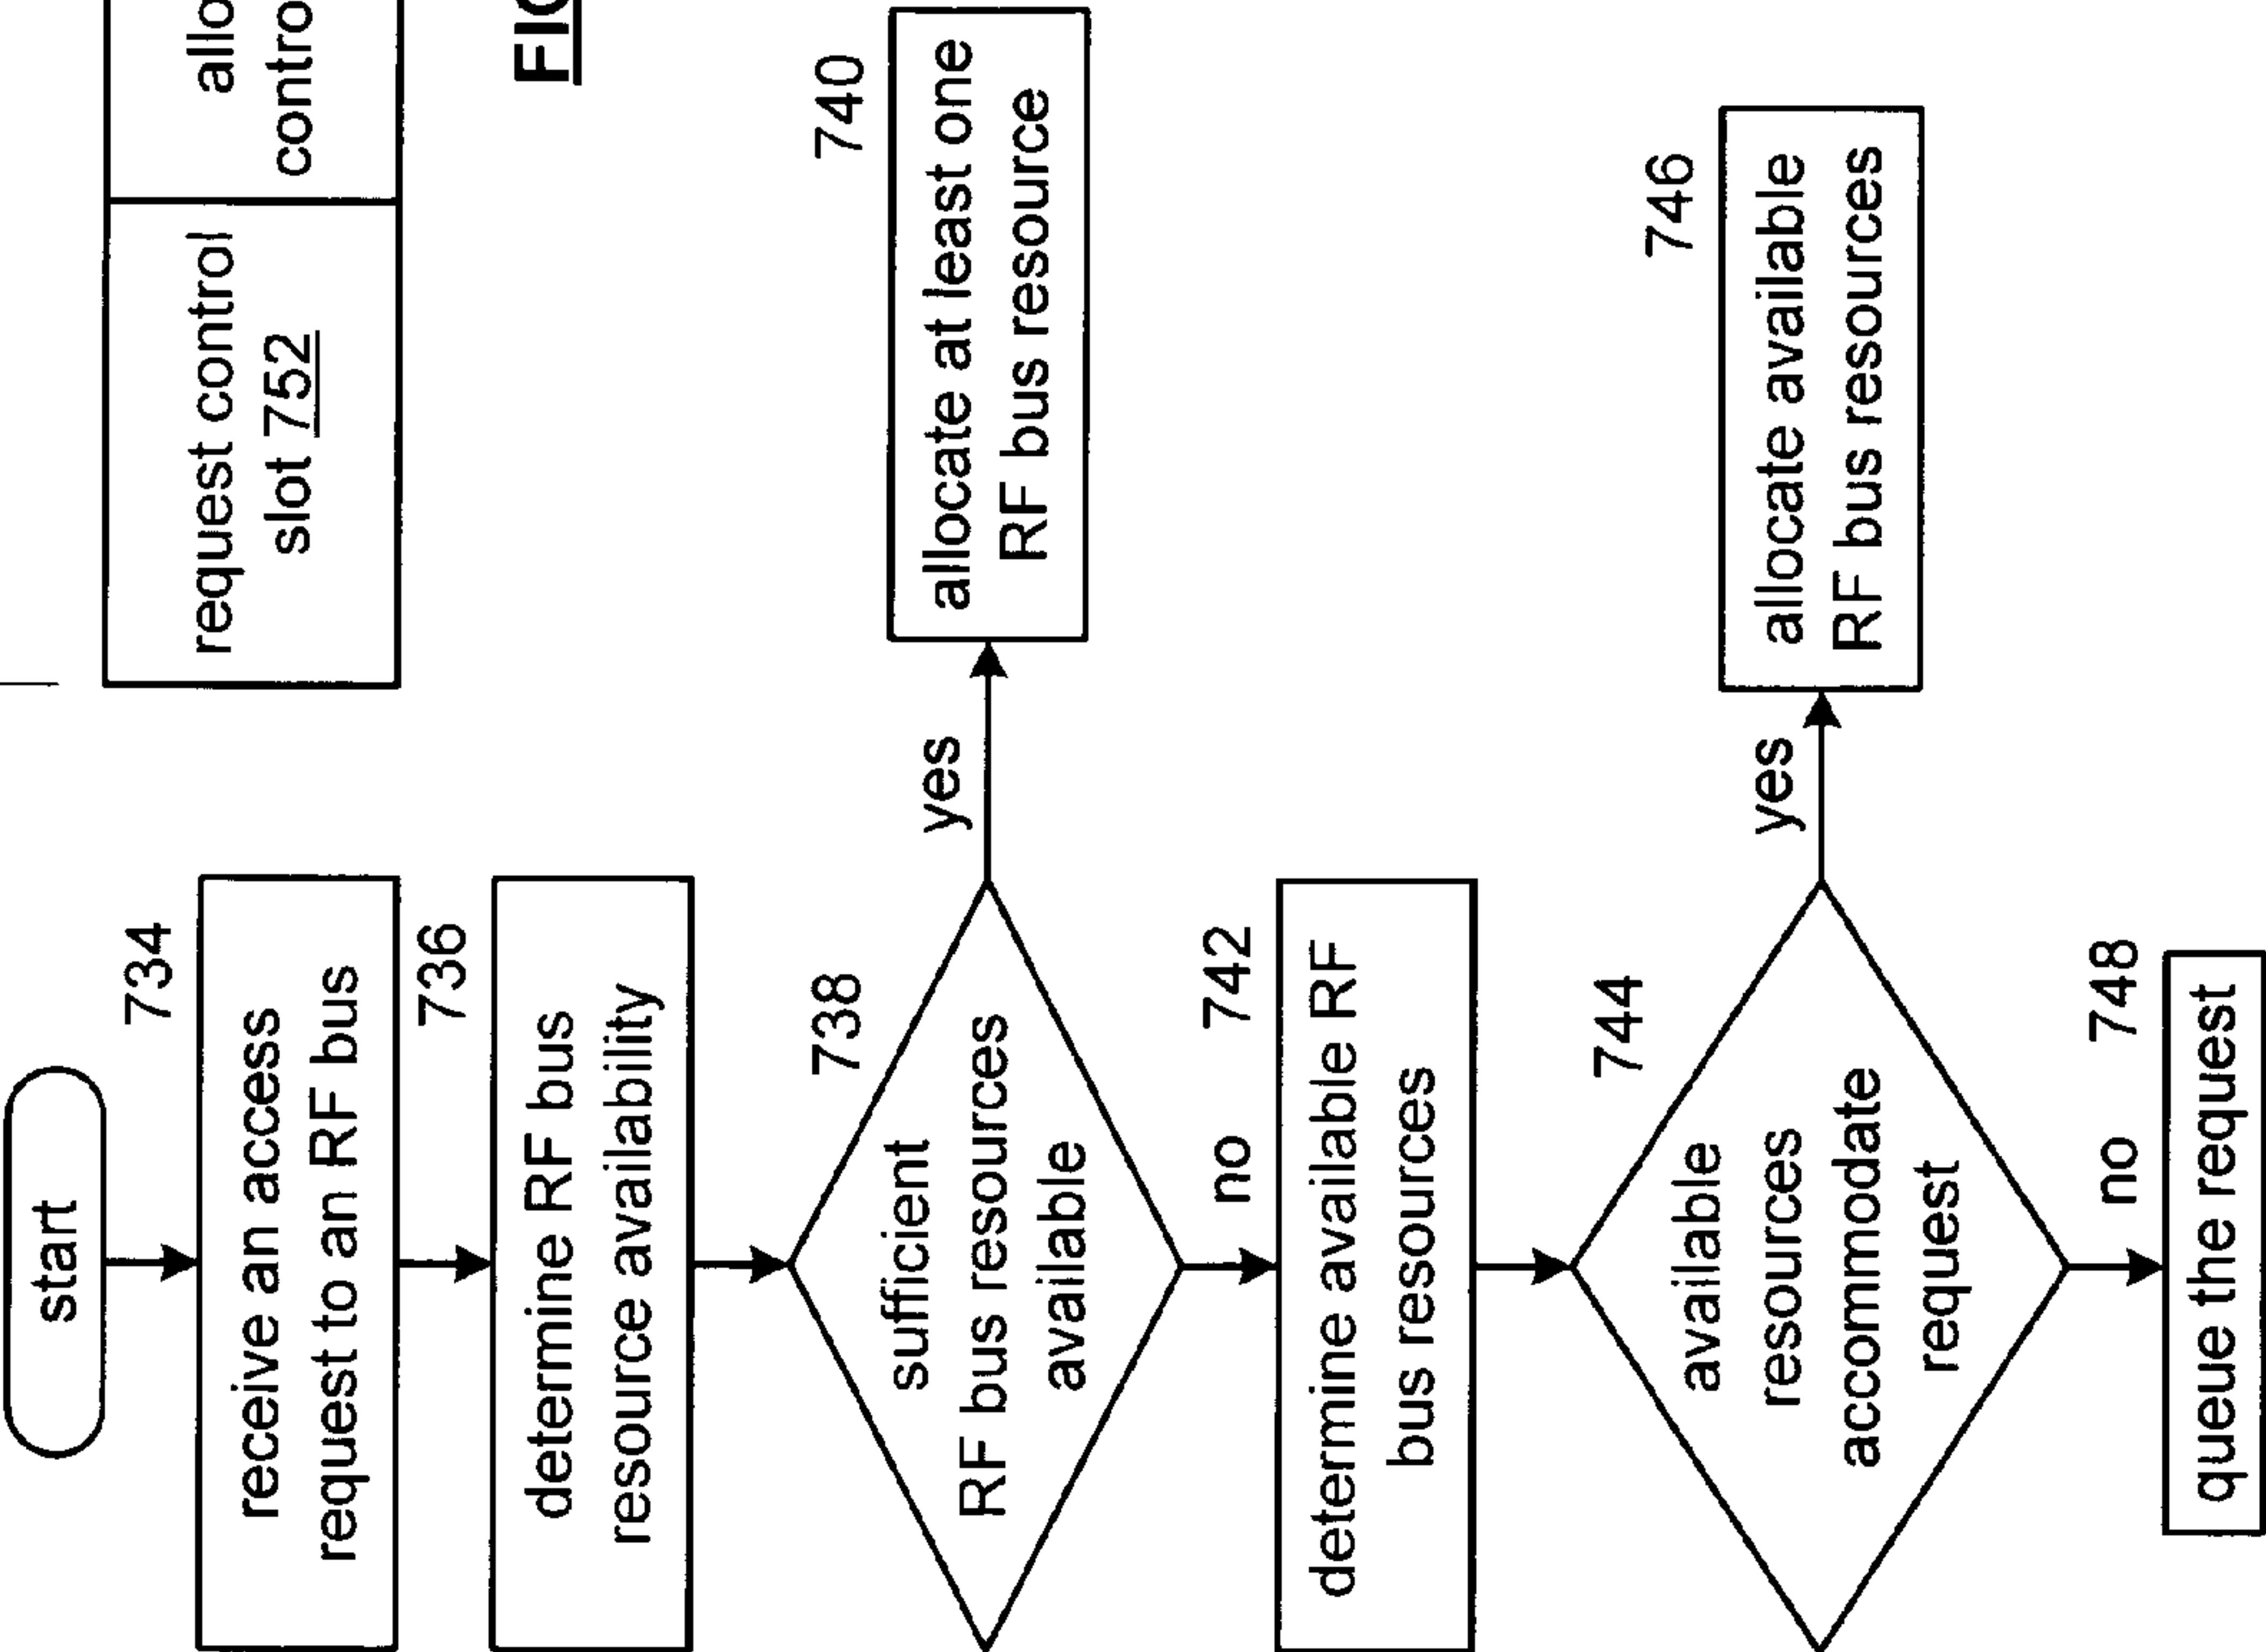 start
734
receive an access
request to an RF bus
736
determine RF bus
resource availability
738
sufficient
RF bus resources
available
yes
740
allocate at least one
RF bus resource
no
742
determine available RF
bus resources
744
available
resources
accommodate
request
yes
746
allocate available
RF bus resources
no
748
queue the request
request control
slot 752